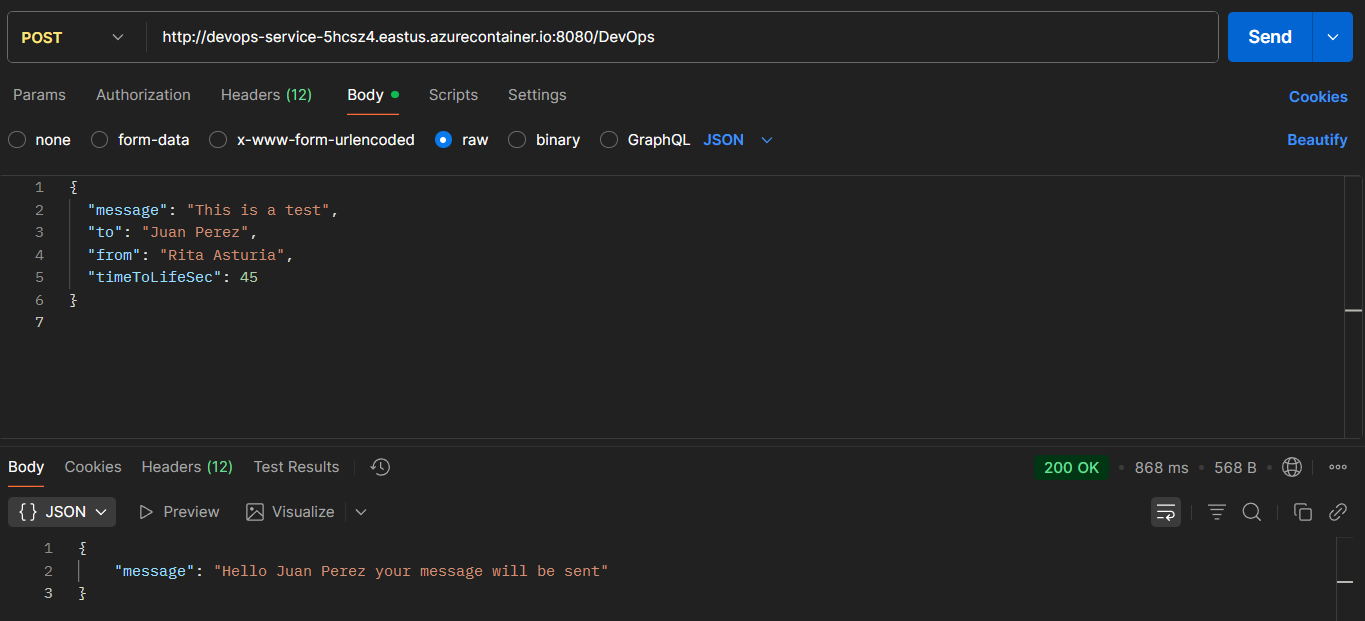 POST http://devops-service-5hcsz4.eastus.azurecontainer.io:8080/DevOps Send
Params Authorization Headers (12) Body Scripts Settings Cookies
none form-data x-www-form-urlencoded raw binary GraphQL JSON Beautify
1 {
2 "message": "This is a test",
3 "to": "Juan Perez",
4 "from": "Rita Asturia",
5 "timeToLifeSec": 45
6 }
7
Body Cookies Headers (12) Test Results 200 OK • 868 ms • 568 B •
{} JSON Preview Visualize
1 {
2 "message": "Hello Juan Perez your message will be sent"
3 }